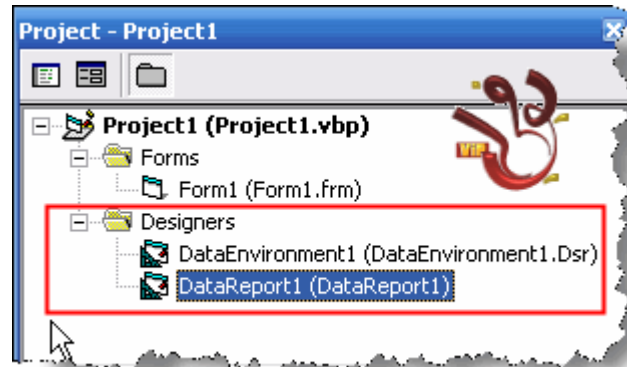 Project - Project1
Project1 (Project1.vbp)
Forms
Form1 (Form1.frm)
Designers
DataEnvironment1 (DataEnvironment1.Dsr)
DataReport1 (DataReport1)